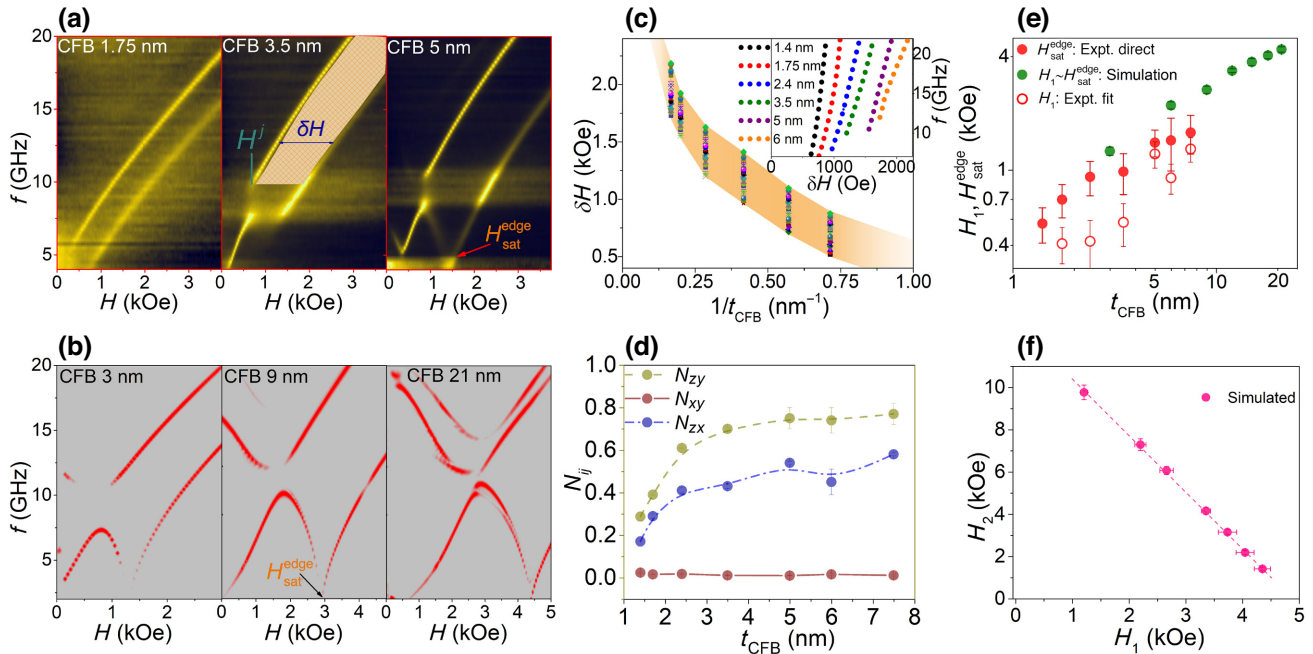 (a)
CFB 1.75 nm
CFB 3.5 nm
CFB 5 nm
20
15
10
5
f (GHz)
H^j
δH
H_sat^edge
0 1 2 3
0 1 2 3
0 1 2 3
H (kOe)
H (kOe)
H (kOe)
(b)
CFB 3 nm
CFB 9 nm
CFB 21 nm
20
15
10
5
f (GHz)
H_sat^edge
0 1 2
0 1 2 3 4
0 1 2 3 4 5
H (kOe)
H (kOe)
H (kOe)
(c)
2.0
1.5
1.0
0.5
δH (kOe)
1.4 nm
1.75 nm
2.4 nm
3.5 nm
5 nm
6 nm
20
15
10
f (GHz)
0 1200 2200
δH (Oe)
0.00 0.25 0.50 0.75 1.00
1/t_CFB (nm⁻¹)
(d)
1.0
0.8
0.6
0.4
0.2
0.0
N_ij
N_zy
N_xy
N_zx
1 2 3 4 5 6 7 8
t_CFB (nm)
(e)
H_sat^edge: Expt. direct
H_1~H_sat^edge: Simulation
H_1: Expt. fit
4
1
0.7
0.4
H_1, H_sat^edge (kOe)
1 10 20
t_CFB (nm)
(f)
Simulated
10
8
6
4
2
0
H_2 (kOe)
0 1 2 3 4 5
H_1 (kOe)